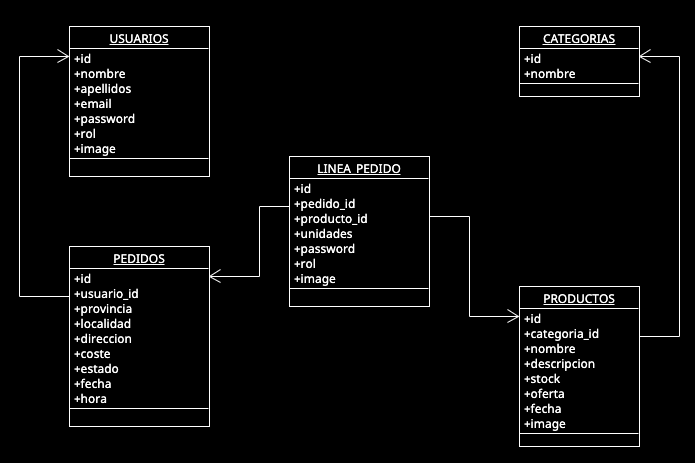 USUARIOS
+id
+nombre
+apellidos
+email
+password
+rol
+image
CATEGORIAS
+id
+nombre
LINEA_PEDIDO
+id
+pedido_id
+producto_id
+unidades
+password
+rol
+image
PEDIDOS
+id
+usuario_id
+provincia
+localidad
+direccion
+coste
+estado
+fecha
+hora
PRODUCTOS
+id
+categoria_id
+nombre
+descripcion
+stock
+oferta
+fecha
+image